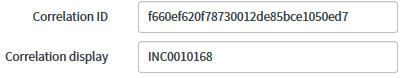 Correlation ID f660ef620f78730012de85bce1050ed7
Correlation display INC0010168